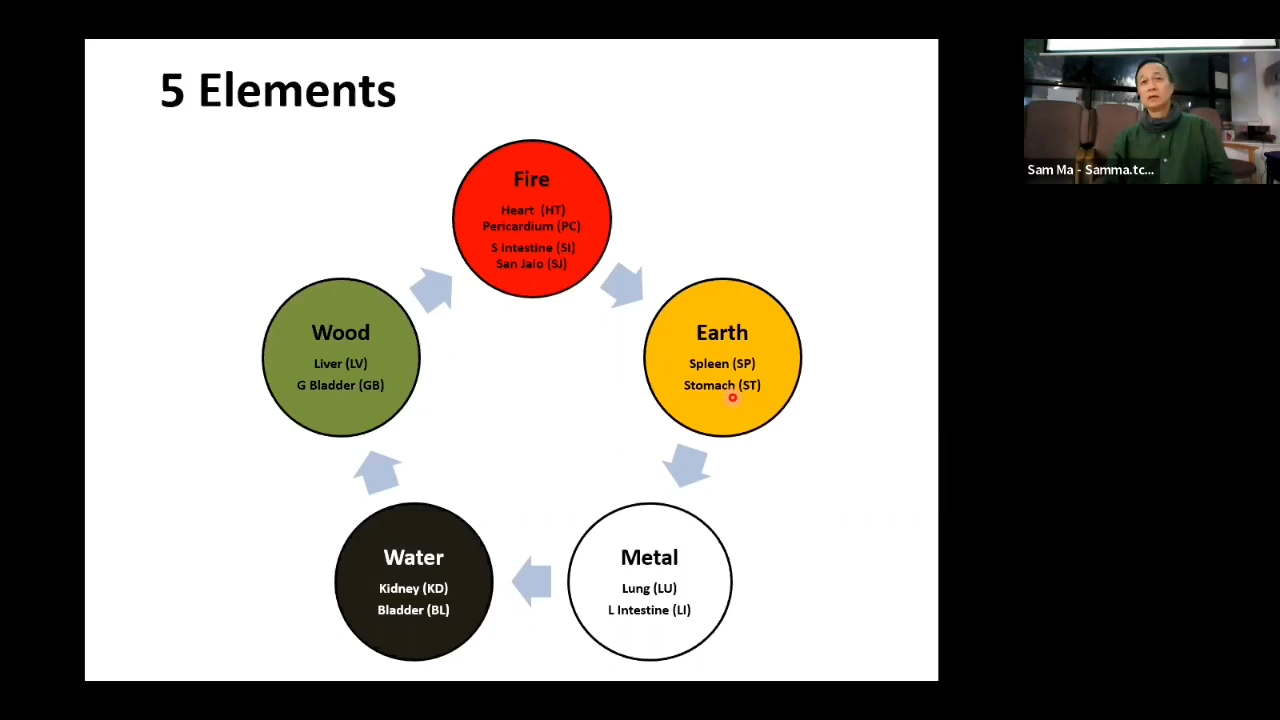 5 Elements
Fire
Heart (HT)
Pericardium (PC)
S Intestine (SI)
San Jaio (SJ)
Wood
Liver (LV)
G Bladder (GB)
Earth
Spleen (SP)
Stomach (ST)
Water
Kidney (KD)
Bladder (BL)
Metal
Lung (LU)
L Intestine (LI)
Sam Ma - Samma.tc...